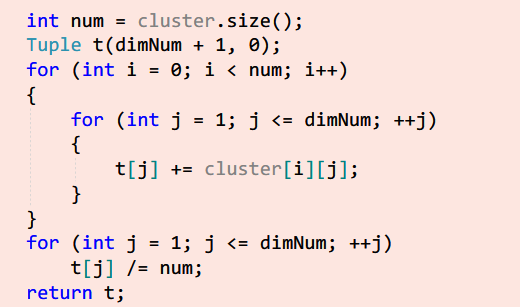 int num = cluster.size();
Tuple t(dimNum + 1, 0);
for (int i = 0; i < num; i++)
{
for (int j = 1; j <= dimNum; ++j)
{
t[j] += cluster[i][j];
}
}
for (int j = 1; j <= dimNum; ++j)
t[j] /= num;
return t;